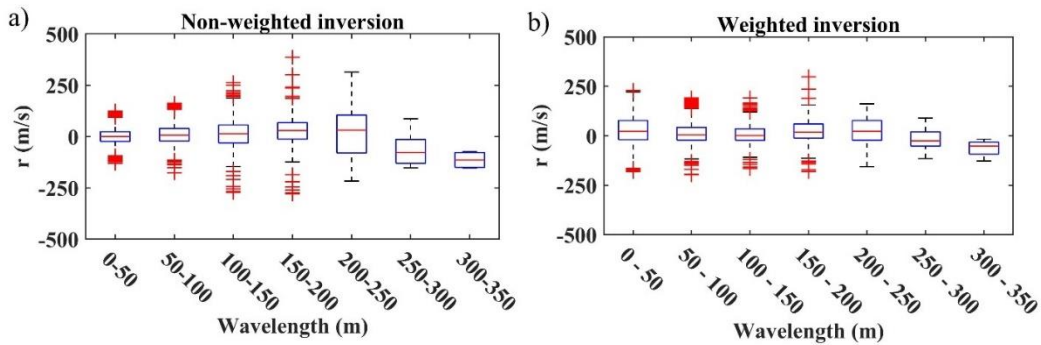 a)
Non-weighted inversion
500
250
0
-250
-500
r (m/s)
0-50
50-100
100-150
150-200
200-250
250-300
300-350
Wavelength (m)
b)
Weighted inversion
500
250
0
-250
-500
r (m/s)
0 - 50
50 - 100
100 - 150
150 - 200
200 - 250
250 - 300
300 - 350
Wavelength (m)